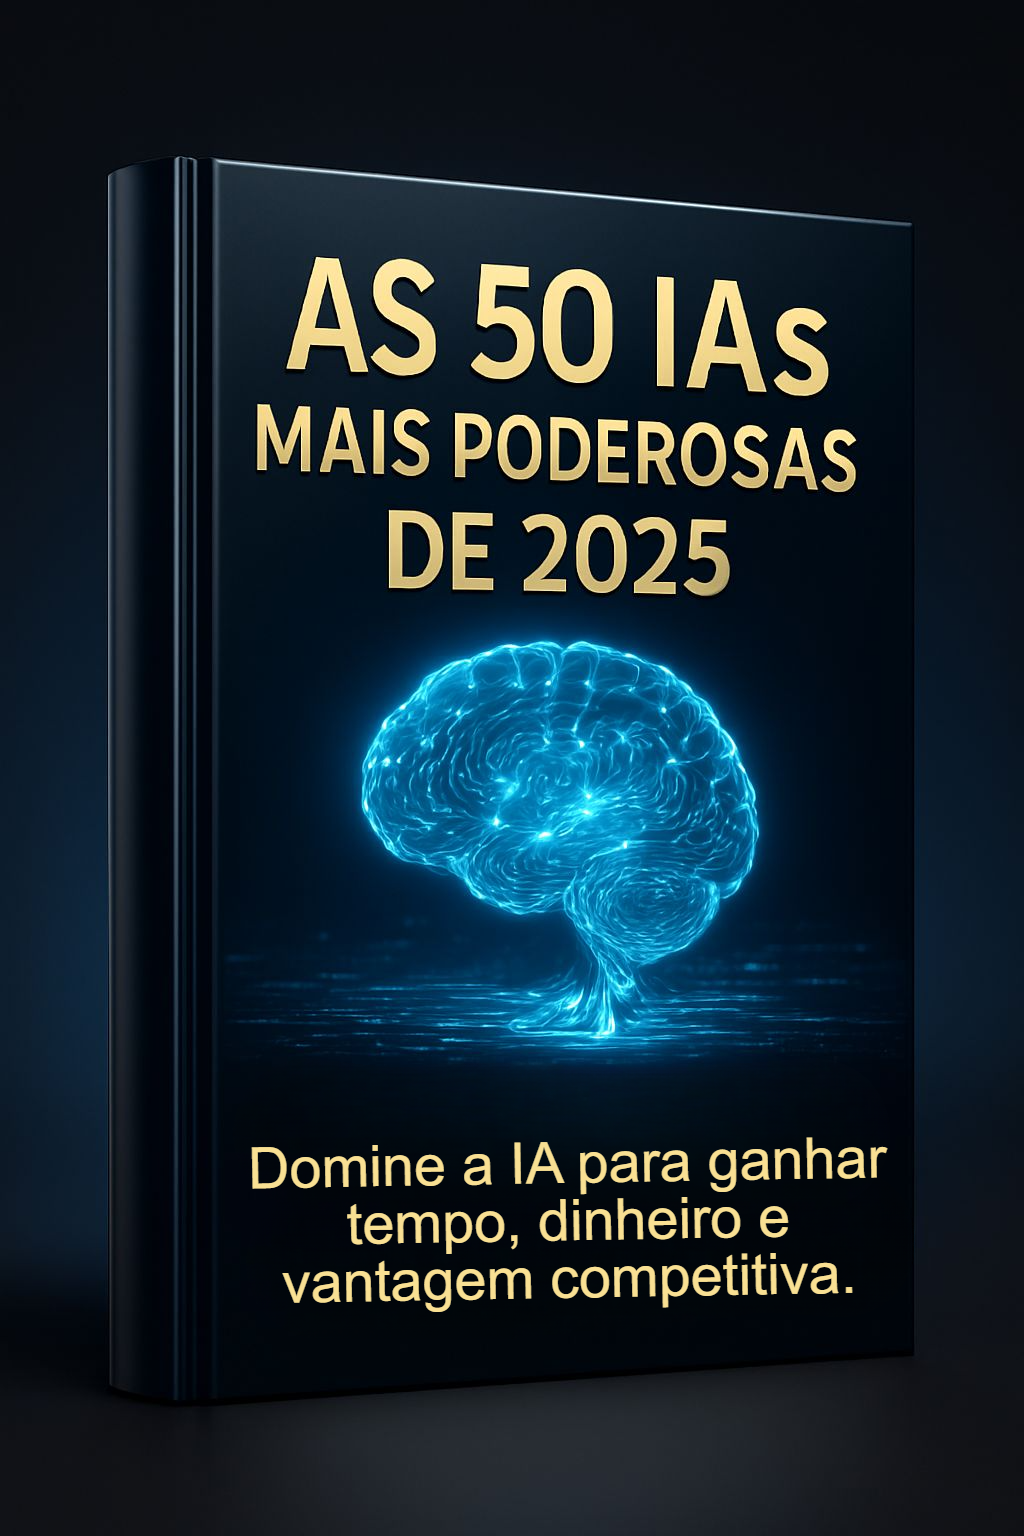 AS 50 IAs
MAIS PODEROSAS
DE 2025
Domine a IA para ganhar
tempo, dinheiro e
vantagem competitiva.